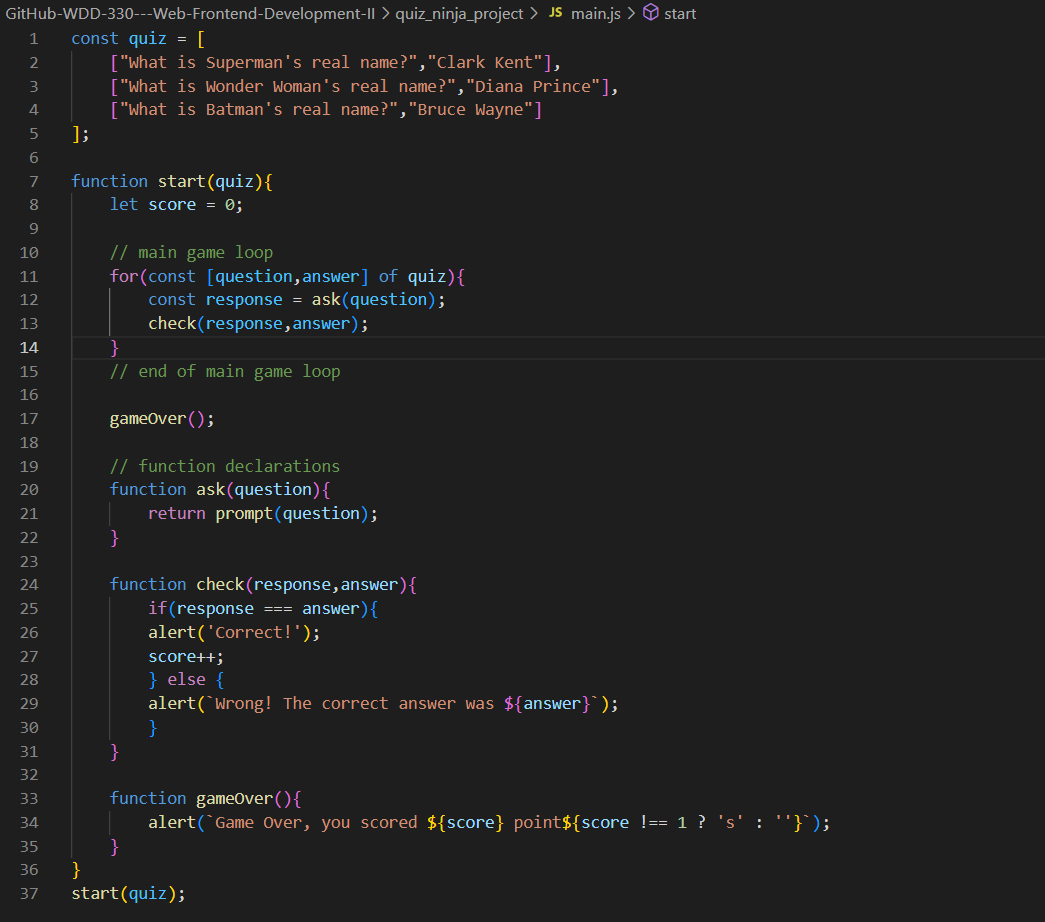 GitHub-WDD-330---Web-Frontend-Development-II > quiz_ninja_project > JS main.js > start
1 const quiz = [
2     ["What is Superman's real name?","Clark Kent"],
3     ["What is Wonder Woman's real name?","Diana Prince"],
4     ["What is Batman's real name?","Bruce Wayne"]
5 ];
6
7 function start(quiz){
8     let score = 0;
9
10     // main game loop
11     for(const [question,answer] of quiz){
12         const response = ask(question);
13         check(response,answer);
14     }
15     // end of main game loop
16
17     gameOver();
18
19     // function declarations
20     function ask(question){
21         return prompt(question);
22     }
23
24     function check(response,answer){
25         if(response === answer){
26         alert('Correct!');
27         score++;
28         } else {
29         alert(`Wrong! The correct answer was ${answer}`);
30         }
31     }
32
33     function gameOver(){
34         alert(`Game Over, you scored ${score} point${score !== 1 ? 's' : ''}`);
35     }
36 }
37 start(quiz);